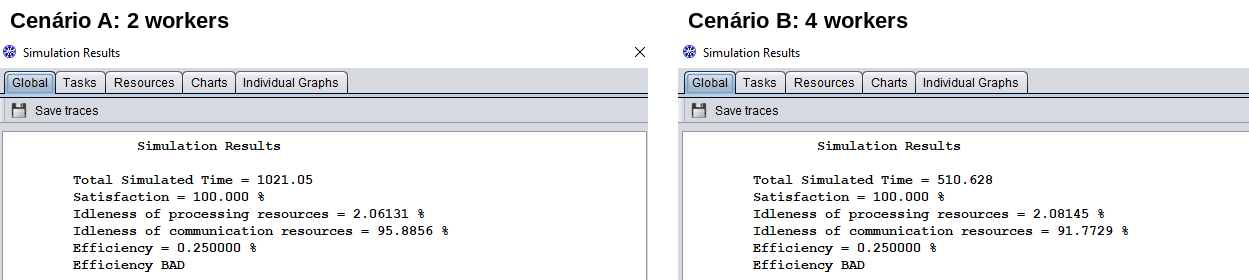 Cenário A: 2 workers
Simulation Results
Global Tasks Resources Charts Individual Graphs
Save traces
Simulation Results
Total Simulated Time = 1021.05
Satisfaction = 100.000 %
Idleness of processing resources = 2.06131 %
Idleness of communication resources = 95.8856 %
Efficiency = 0.250000 %
Efficiency BAD
Cenário B: 4 workers
Simulation Results
Global Tasks Resources Charts Individual Graphs
Save traces
Simulation Results
Total Simulated Time = 510.628
Satisfaction = 100.000 %
Idleness of processing resources = 2.08145 %
Idleness of communication resources = 91.7729 %
Efficiency = 0.250000 %
Efficiency BAD